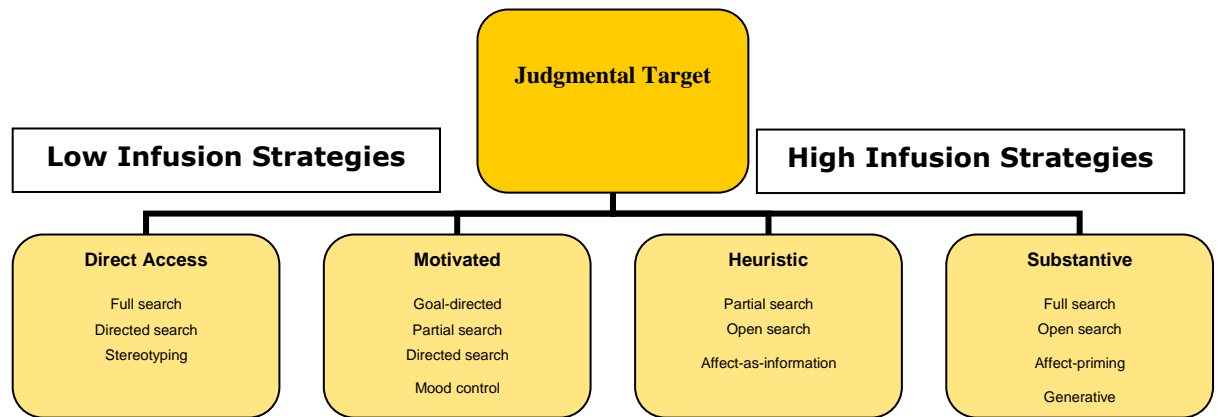 Judgmental Target
Low Infusion Strategies
High Infusion Strategies
Direct Access
Full search
Directed search
Stereotyping
Motivated
Goal-directed
Partial search
Directed search
Mood control
Heuristic
Partial search
Open search
Affect-as-information
Substantive
Full search
Open search
Affect-priming
Generative